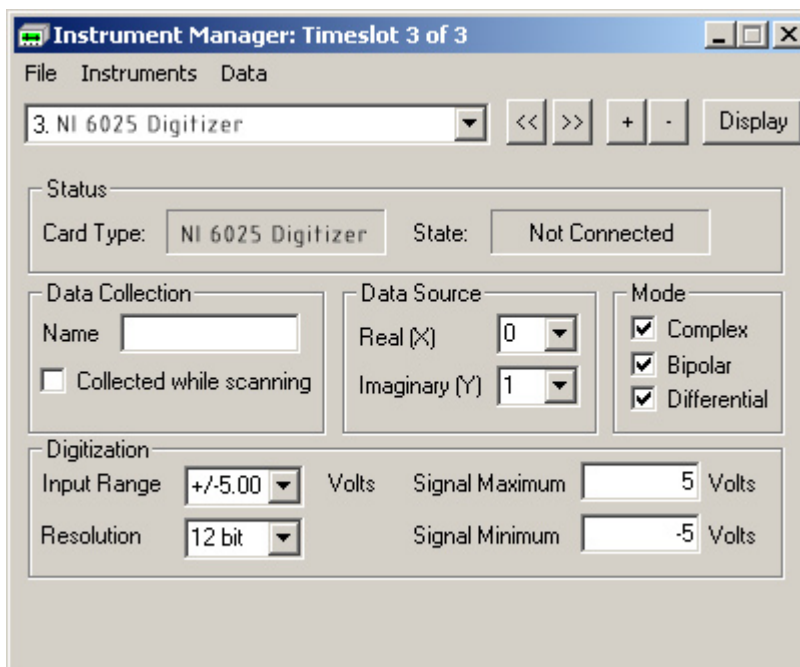 Instrument Manager: Timeslot 3 of 3
File Instruments Data
3. NI 6025 Digitizer << >> + - Display
Status
Card Type: NI 6025 Digitizer State: Not Connected
Data Collection
Name
Collected while scanning
Data Source
Real (X) 0
Imaginary (Y) 1
Mode
Complex
Bipolar
Differential
Digitization
Input Range +/-5.00 Volts Signal Maximum 5 Volts
Resolution 12 bit Signal Minimum -5 Volts